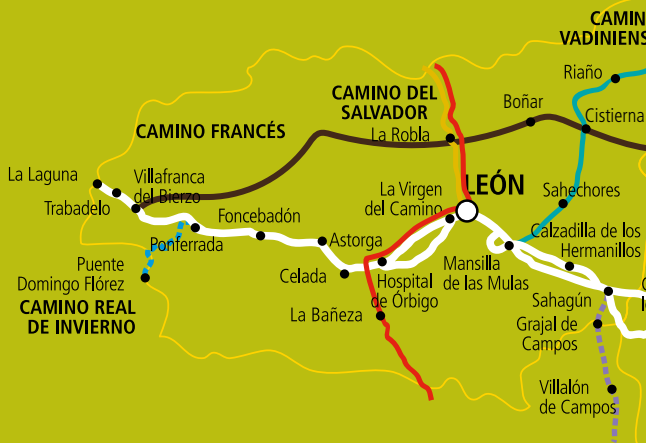 CAMIN
VADINIENS
Riaño
CAMINO DEL
SALVADOR
Boñar
Cistierna
La Robla
CAMINO FRANCÉS
La Laguna
Villafranca
del Bierzo
Trabadelo
La Virgen
del Camino
LEÓN
Sahechores
Foncebadón
Ponferrada
Astorga
Calzadilla de los
Hermanillos
Puente
Domingo Flórez
Celada
Hospital
de Órbigo
Mansilla
de las Mulas
CAMINO REAL
DE INVIERNO
La Bañeza
Sahagún
Grajal de
Campos
Villalón
de Campos